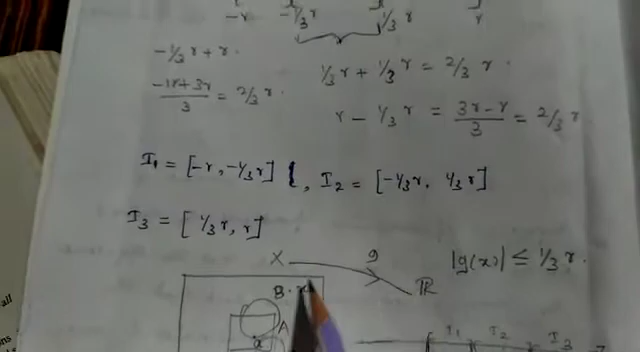 -r -1/3 r 1/3 r r
-1/3 r + r.
1/3 r + 1/3 r = 2/3 r.
-1r+3r/3 = 2/3 r.
r - 1/3 r = 3r-r/3 = 2/3 r
I1 = [-r, -1/3 r] , I2 = [-1/3 r, 1/3 r]
I3 = [1/3 r, r]
X g R |g(x)| ≤ 1/3 r.
B.
A
a
I1 I2 I3
all